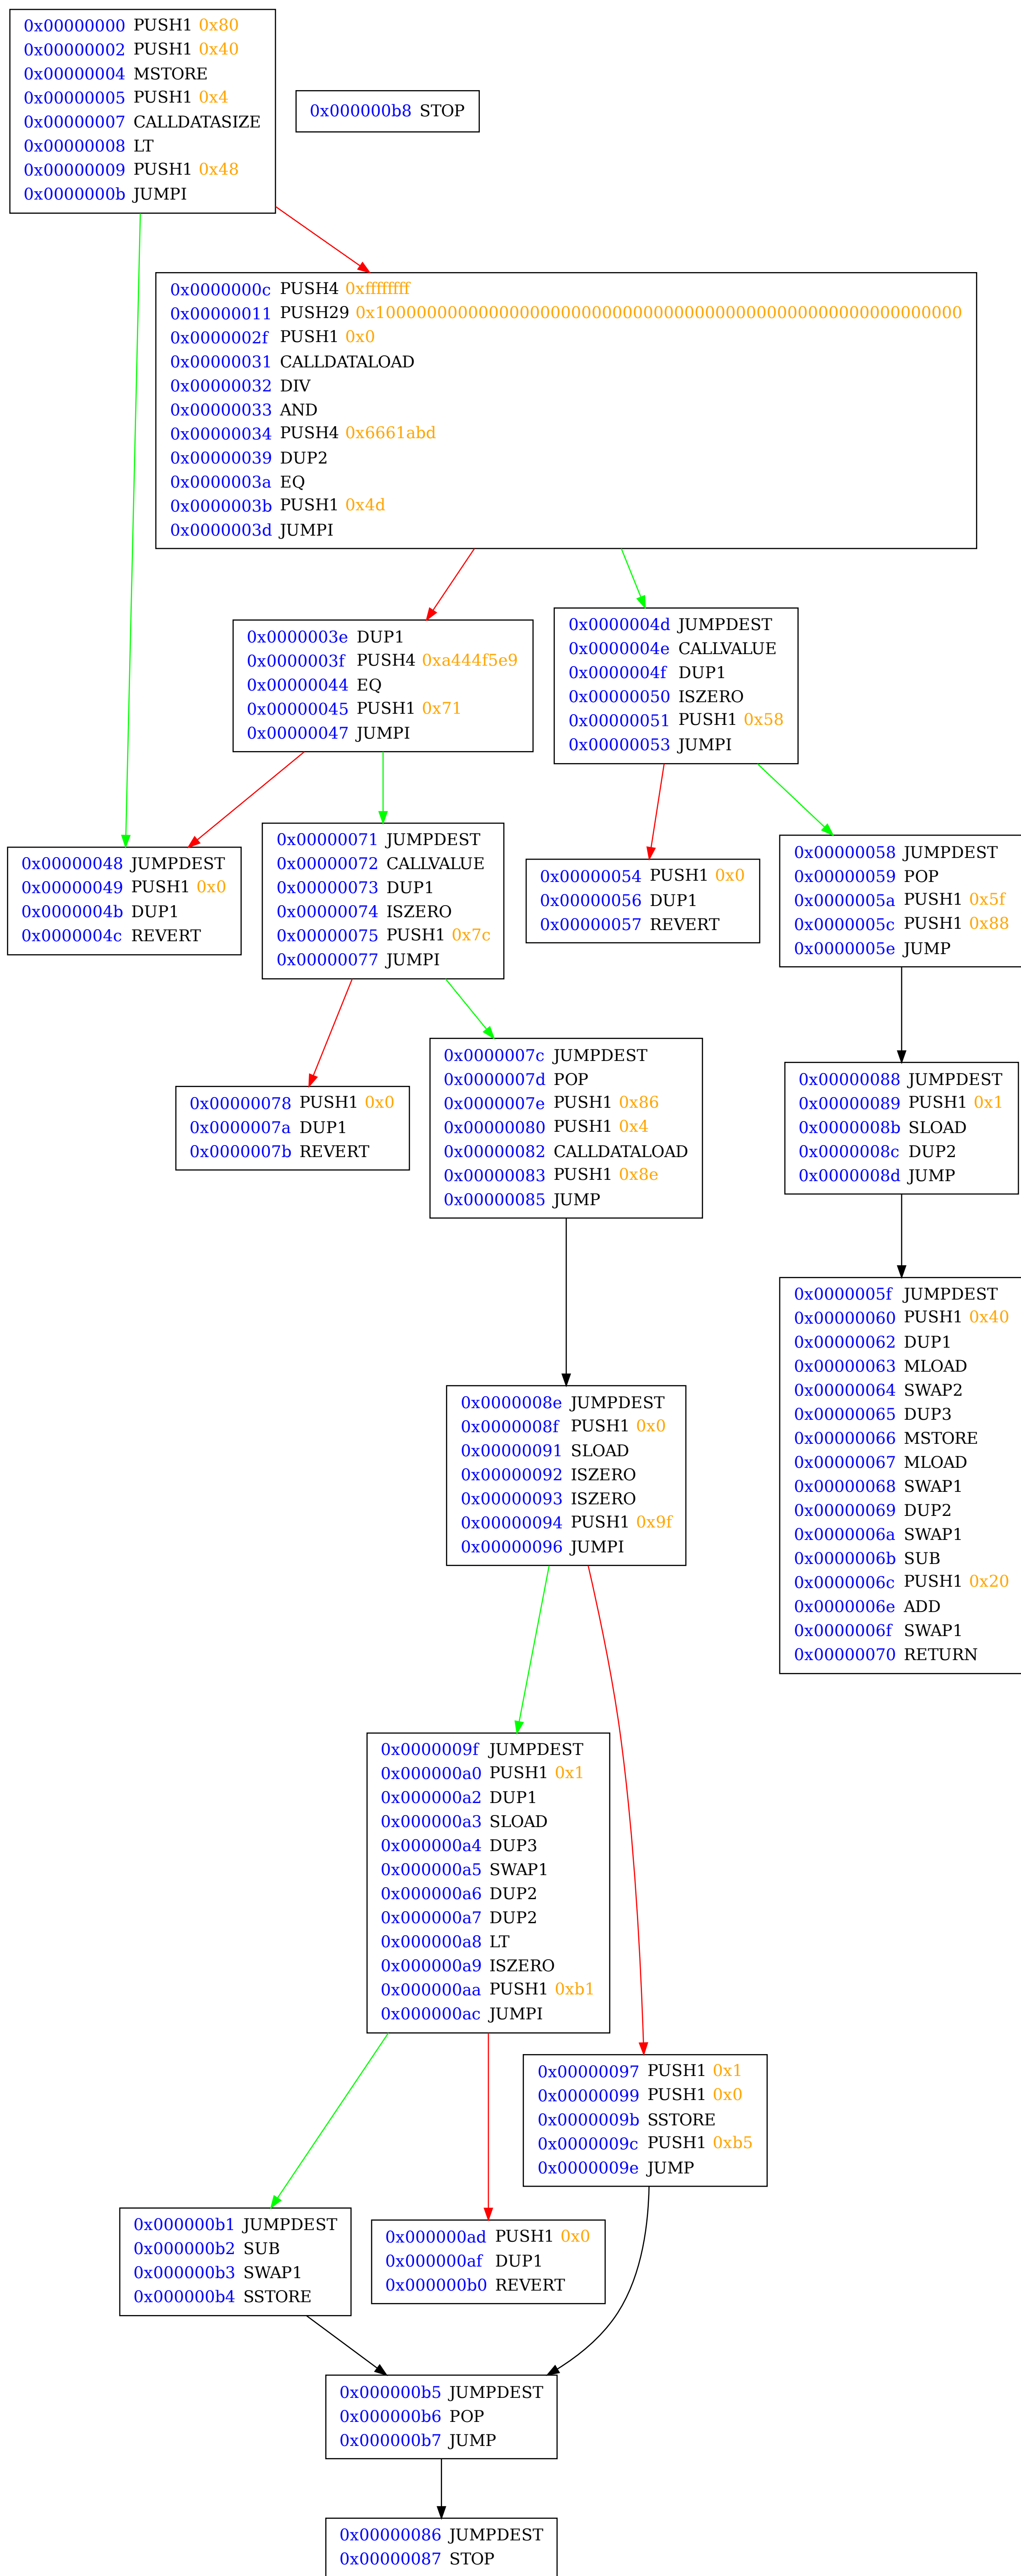 0x00000000 PUSH1 0x80
0x00000002 PUSH1 0x40
0x00000004 MSTORE
0x00000005 PUSH1 0x4
0x00000007 CALLDATASIZE
0x00000008 LT
0x00000009 PUSH1 0x48
0x0000000b JUMPI
0x000000b8 STOP
0x0000000c PUSH4 0xffffffff
0x00000011 PUSH29 0x100000000000000000000000000000000000000000000000000000000
0x0000002f PUSH1 0x0
0x00000031 CALLDATALOAD
0x00000032 DIV
0x00000033 AND
0x00000034 PUSH4 0x6661abd
0x00000039 DUP2
0x0000003a EQ
0x0000003b PUSH1 0x4d
0x0000003d JUMPI
0x0000003e DUP1
0x0000003f PUSH4 0xa444f5e9
0x00000044 EQ
0x00000045 PUSH1 0x71
0x00000047 JUMPI
0x0000004d JUMPDEST
0x0000004e CALLVALUE
0x0000004f DUP1
0x00000050 ISZERO
0x00000051 PUSH1 0x58
0x00000053 JUMPI
0x00000048 JUMPDEST
0x00000049 PUSH1 0x0
0x0000004b DUP1
0x0000004c REVERT
0x00000071 JUMPDEST
0x00000072 CALLVALUE
0x00000073 DUP1
0x00000074 ISZERO
0x00000075 PUSH1 0x7c
0x00000077 JUMPI
0x00000054 PUSH1 0x0
0x00000056 DUP1
0x00000057 REVERT
0x00000058 JUMPDEST
0x00000059 POP
0x0000005a PUSH1 0x5f
0x0000005c PUSH1 0x88
0x0000005e JUMP
0x00000078 PUSH1 0x0
0x0000007a DUP1
0x0000007b REVERT
0x0000007c JUMPDEST
0x0000007d POP
0x0000007e PUSH1 0x86
0x00000080 PUSH1 0x4
0x00000082 CALLDATALOAD
0x00000083 PUSH1 0x8e
0x00000085 JUMP
0x00000088 JUMPDEST
0x00000089 PUSH1 0x1
0x0000008b SLOAD
0x0000008c DUP2
0x0000008d JUMP
0x0000005f JUMPDEST
0x00000060 PUSH1 0x40
0x00000062 DUP1
0x00000063 MLOAD
0x00000064 SWAP2
0x00000065 DUP3
0x00000066 MSTORE
0x00000067 MLOAD
0x00000068 SWAP1
0x00000069 DUP2
0x0000006a SWAP1
0x0000006b SUB
0x0000006c PUSH1 0x20
0x0000006e ADD
0x0000006f SWAP1
0x00000070 RETURN
0x0000008e JUMPDEST
0x0000008f PUSH1 0x0
0x00000091 SLOAD
0x00000092 ISZERO
0x00000093 ISZERO
0x00000094 PUSH1 0x9f
0x00000096 JUMPI
0x0000009f JUMPDEST
0x000000a0 PUSH1 0x1
0x000000a2 DUP1
0x000000a3 SLOAD
0x000000a4 DUP3
0x000000a5 SWAP1
0x000000a6 DUP2
0x000000a7 DUP2
0x000000a8 LT
0x000000a9 ISZERO
0x000000aa PUSH1 0xb1
0x000000ac JUMPI
0x00000097 PUSH1 0x1
0x00000099 PUSH1 0x0
0x0000009b SSTORE
0x0000009c PUSH1 0xb5
0x0000009e JUMP
0x000000b1 JUMPDEST
0x000000b2 SUB
0x000000b3 SWAP1
0x000000b4 SSTORE
0x000000ad PUSH1 0x0
0x000000af DUP1
0x000000b0 REVERT
0x000000b5 JUMPDEST
0x000000b6 POP
0x000000b7 JUMP
0x00000086 JUMPDEST
0x00000087 STOP